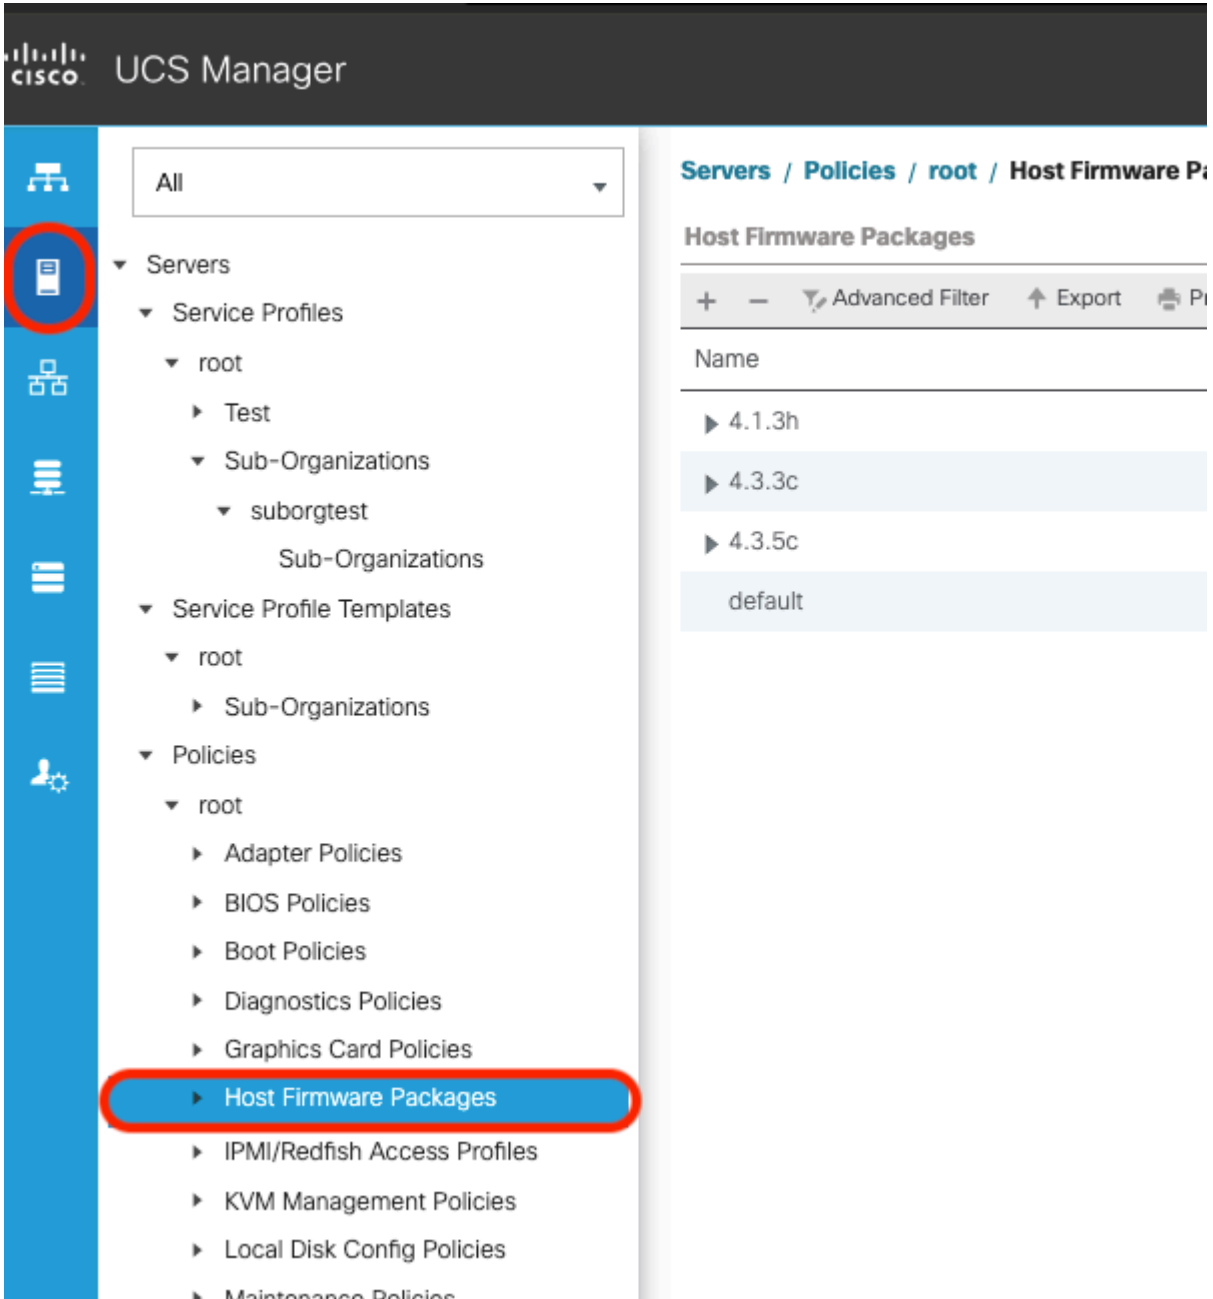 CISCO UCS Manager
All
Servers
Service Profiles
root
Test
Sub-Organizations
suborgtest
Sub-Organizations
Service Profile Templates
root
Sub-Organizations
Policies
root
Adapter Policies
BIOS Policies
Boot Policies
Diagnostics Policies
Graphics Card Policies
Host Firmware Packages
IPMI/Redfish Access Profiles
KVM Management Policies
Local Disk Config Policies
Maintenance Policies
Servers / Policies / root / Host Firmware Pa
Host Firmware Packages
+ − Advanced Filter Export Pr
Name
4.1.3h
4.3.3c
4.3.5c
default